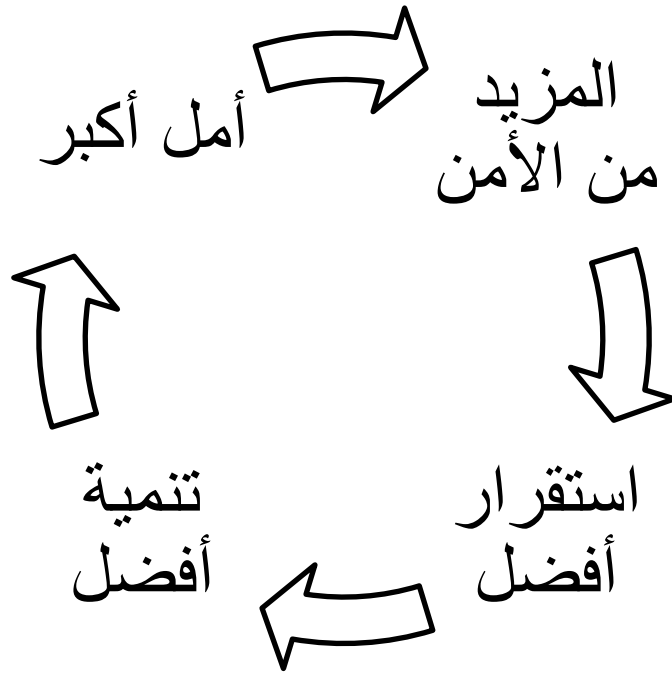 أمل أكبر
المزيد
من الأمن
استقرار
أفضل
تنمية
أفضل